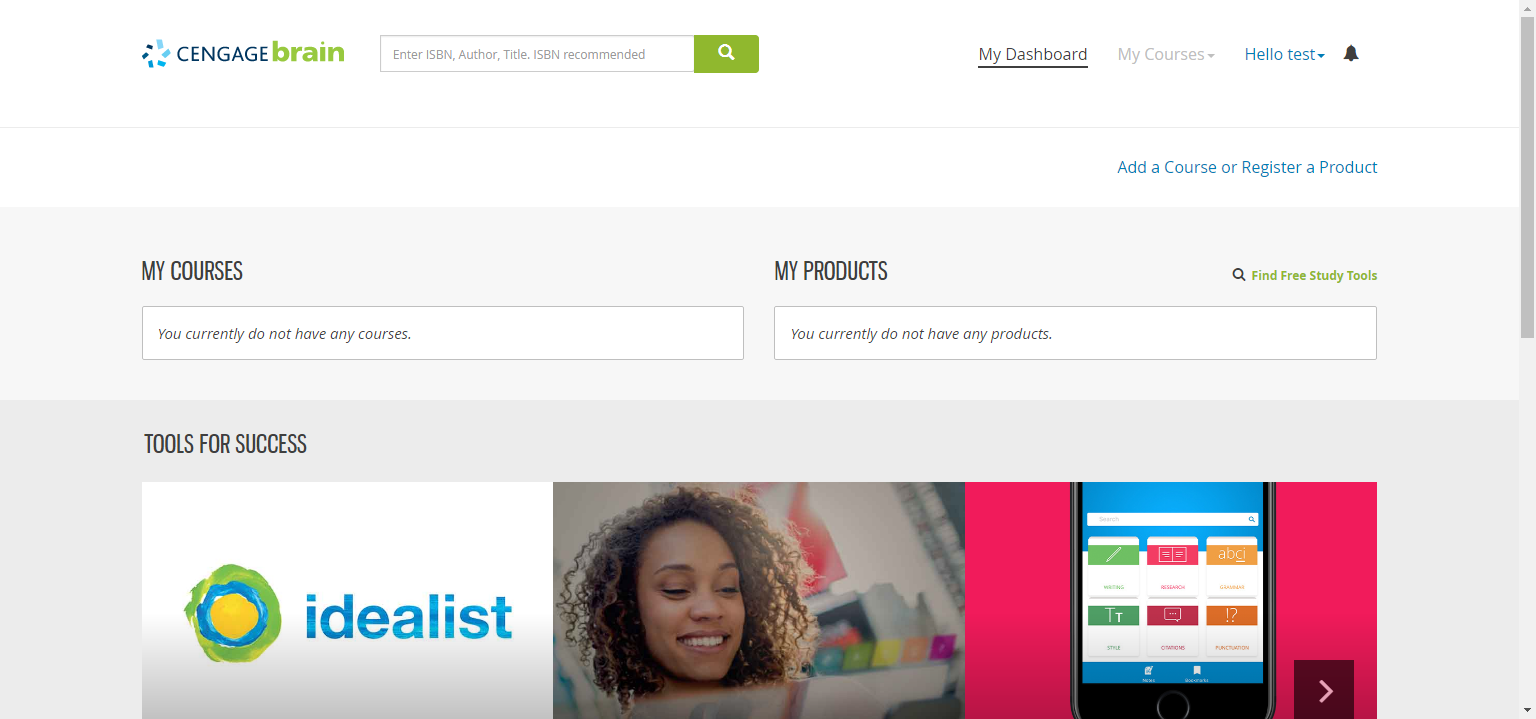 CENGAGEbrain
Enter ISBN, Author, Title. ISBN recommended
My Dashboard
My Courses
Hello test
Add a Course or Register a Product
MY COURSES
MY PRODUCTS
Find Free Study Tools
You currently do not have any courses.
You currently do not have any products.
TOOLS FOR SUCCESS
idealist
Search
abcj
WRITING
RESEARCH
GRAMMAR
TT
!?
STYLE
CITATIONS
PUNCTUATION
Notes
Bookmarks